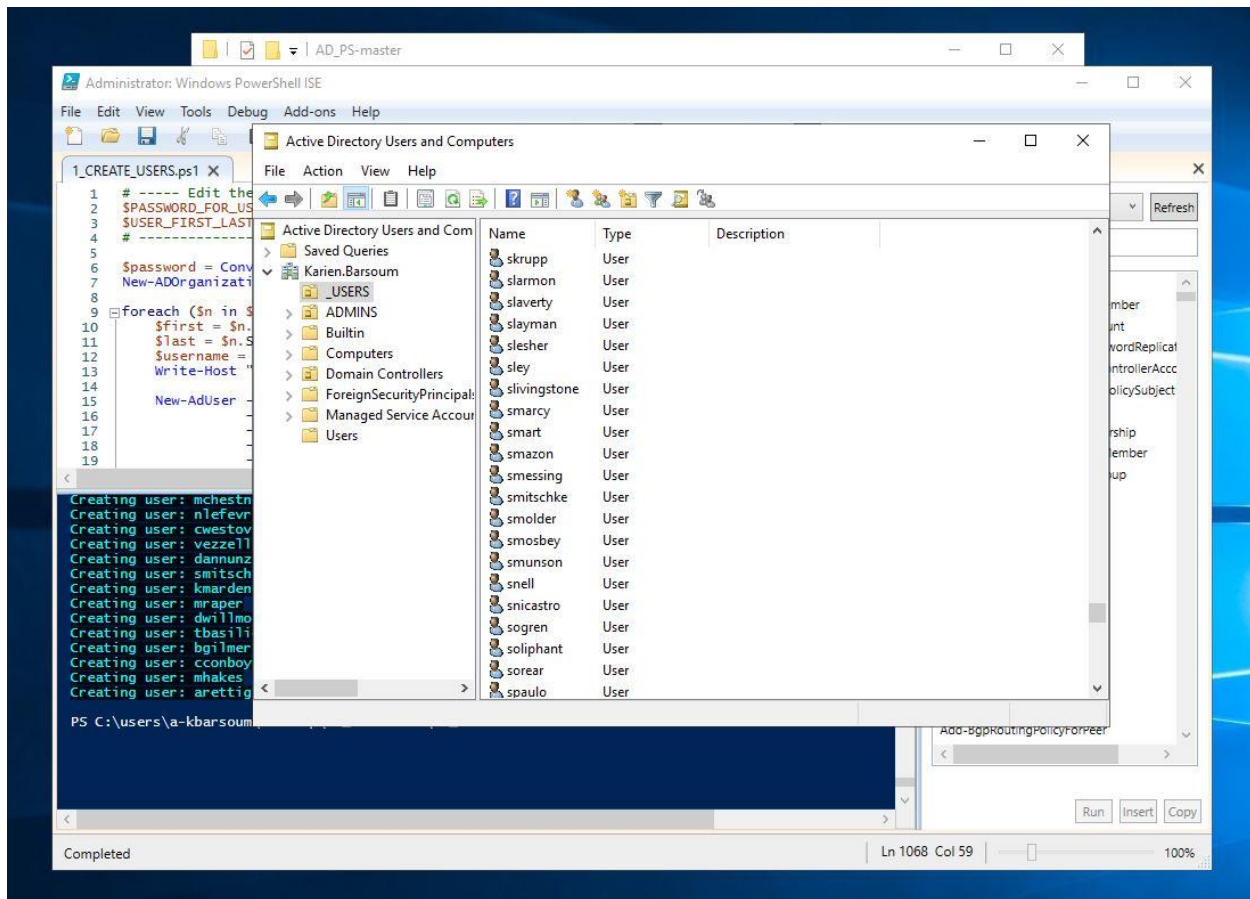 AD_PS-master
Administrator: Windows PowerShell ISE
File Edit View Tools Debug Add-ons Help
1_CREATE_USERS.ps1
1 # ----- Edit the
2 $PASSWORD_FOR_US
3 $USER_FIRST_LAST
4 # ----------------
5
6 $password = Conv
7 New-ADOrganizati
8
9 foreach ($n in $
10 $first = $n.
11 $last = $n.S
12 $username =
13 Write-Host "
14
15 New-AdUser -
16 -
17 -
18 -
19 -
Creating user: mchestn
Creating user: nlefevr
Creating user: cwestov
Creating user: vezzell
Creating user: dannunz
Creating user: smitsch
Creating user: kmarden
Creating user: mraper
Creating user: dwillmo
Creating user: tbasili
Creating user: bgilmer
Creating user: cconboy
Creating user: mhakes
Creating user: arettig
PS C:\users\a-kbarsoum
Completed
Ln 1068 Col 59
100%
Active Directory Users and Computers
File Action View Help
Active Directory Users and Com
Saved Queries
Karien.Barsoum
_USERS
ADMINS
Builtin
Computers
Domain Controllers
ForeignSecurityPrincipals
Managed Service Accour
Users
Name Type Description
skrupp User
slarmon User
slaverty User
slayman User
slesher User
sley User
slivingstone User
smarcy User
smart User
smazon User
smessing User
smitschke User
smolder User
smosbey User
smunson User
snell User
snicastro User
sogren User
soliphant User
sorear User
spaulo User
Refresh
mber
unt
wordReplicat
ntrollerAccc
olicySubject
rship
ember
up
Add-BgpRoutingPolicyForPeer
Run Insert Copy